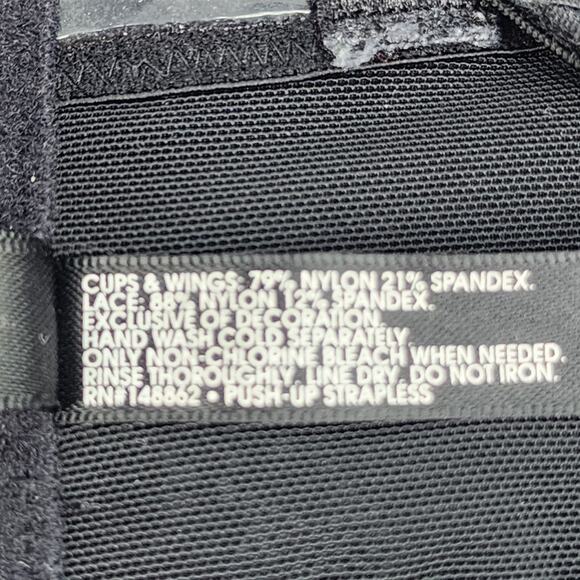 CUPS & WINGS: 79% NYLON 21% SPANDEX.
LACE: 88% NYLON 12% SPANDEX.
EXCLUSIVE OF DECORATION.
HAND WASH COLD SEPARATELY.
ONLY NON-CHLORINE BLEACH WHEN NEEDED.
RINSE THOROUGHLY, LINE DRY. DO NOT IRON.
RN#148662 • PUSH-UP STRAPLESS